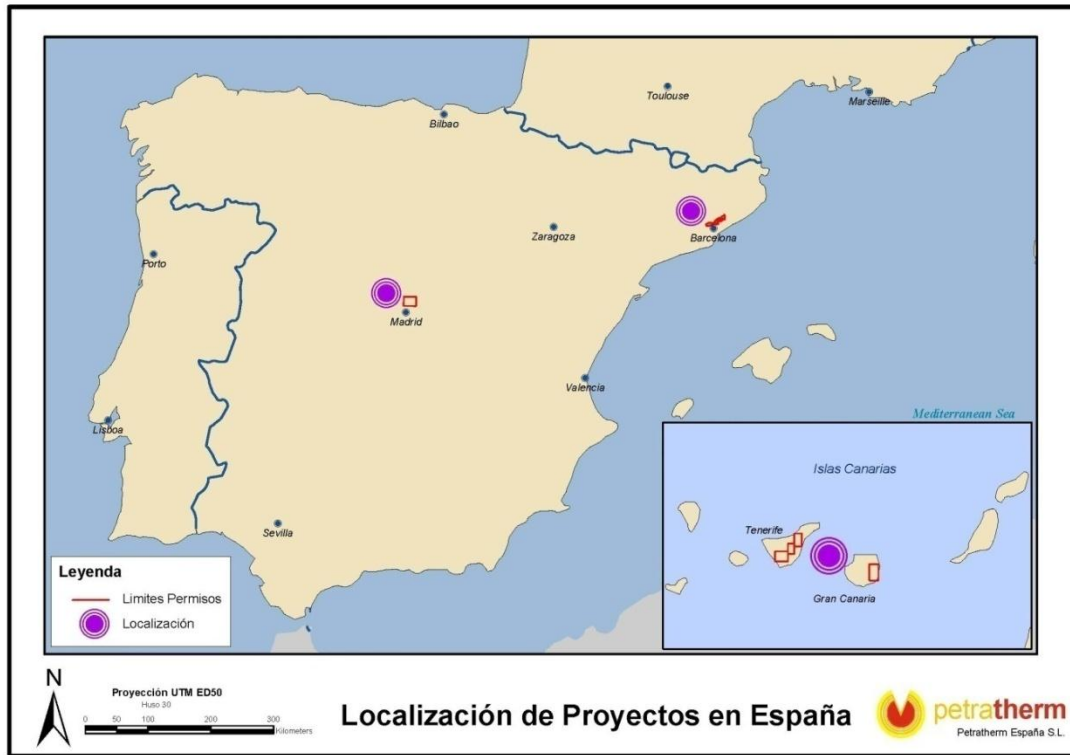 Toulouse
Marseille
Bilbao
Zaragoza
Barcelona
Porto
Madrid
Valencia
Mediterranean Sea
Lisboa
Islas Canarias
Sevilla
Tenerife
Gran Canaria
Leyenda
Limites Permisos
Localización
N
Proyección UTM ED50
Huso 30
0 50 100 200 300
Kilometers
Localización de Proyectos en España
petratherm
Petratherm España S.L.